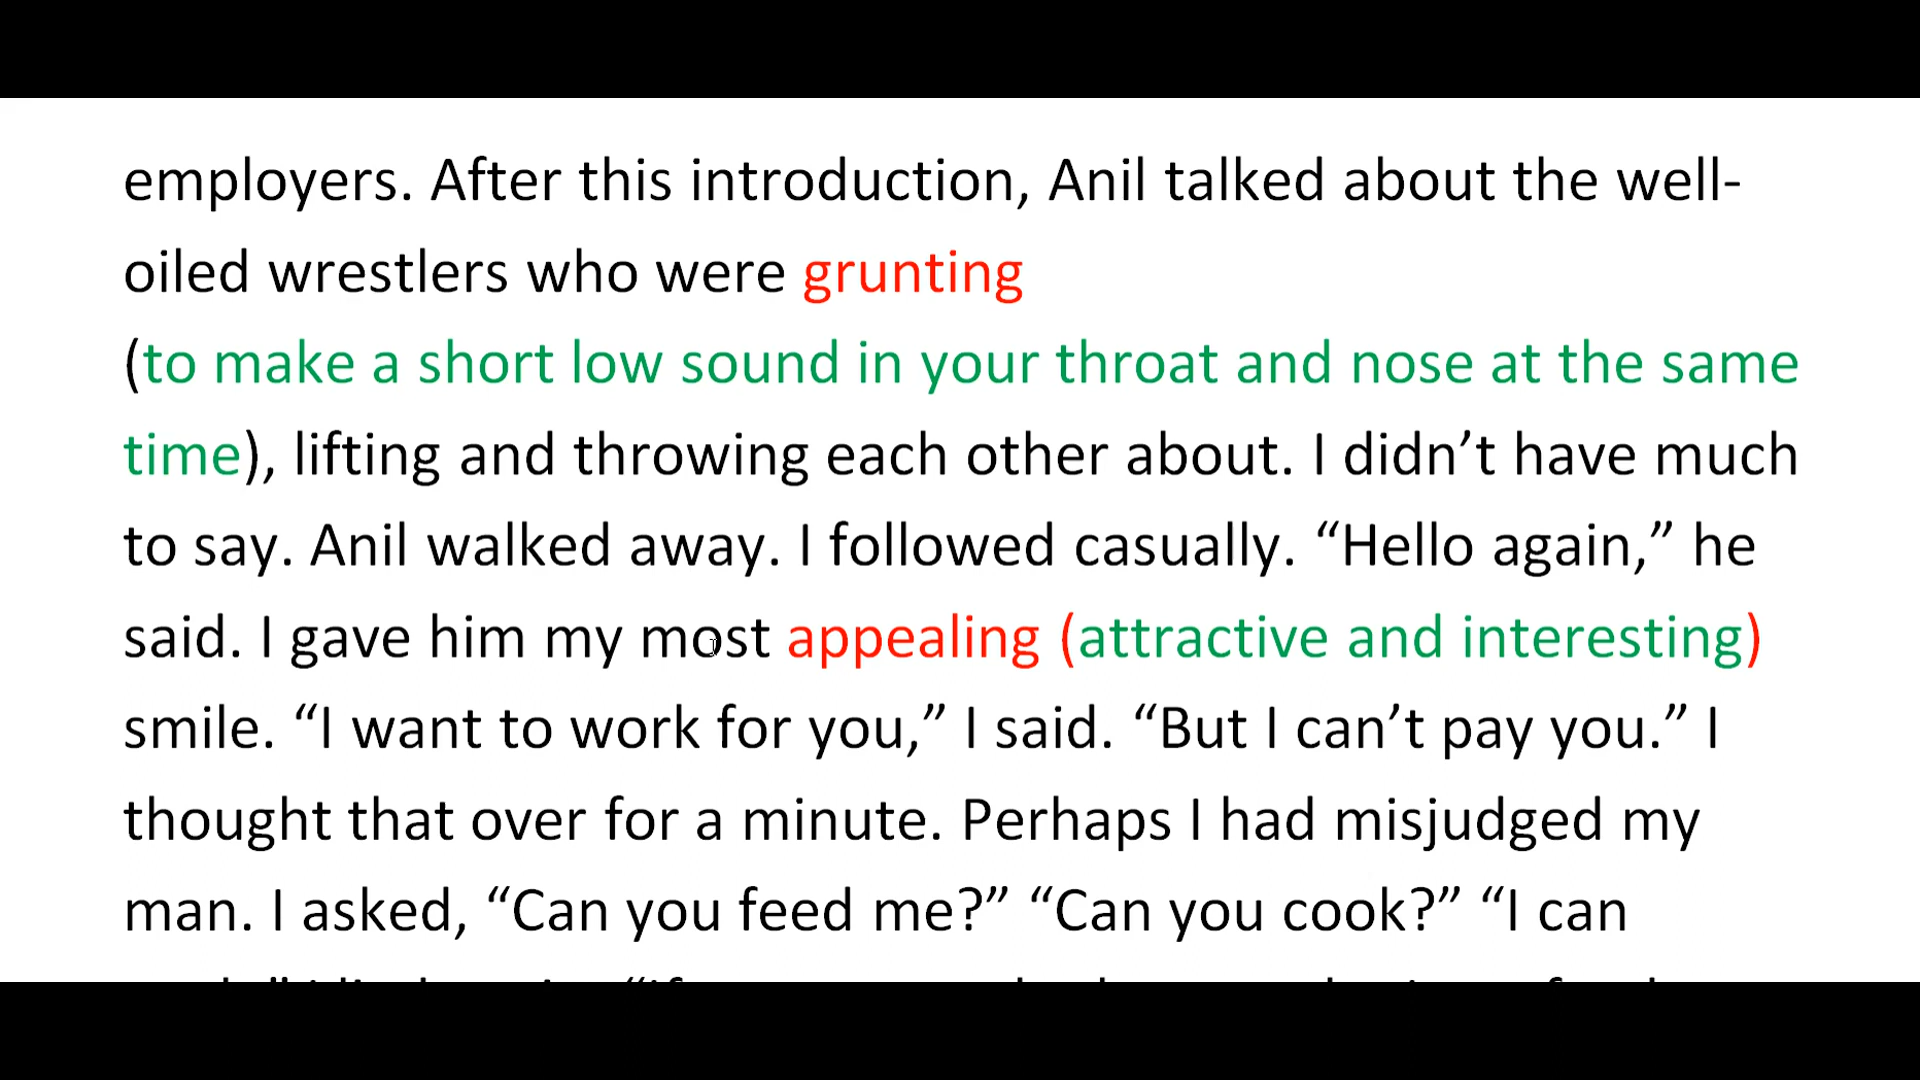 employers. After this introduction, Anil talked about the well-
oiled wrestlers who were grunting
(to make a short low sound in your throat and nose at the same
time), lifting and throwing each other about. I didn’t have much
to say. Anil walked away. I followed casually. “Hello again,” he
said. I gave him my most appealing (attractive and interesting)
smile. “I want to work for you,” I said. “But I can’t pay you.” I
thought that over for a minute. Perhaps I had misjudged my
man. I asked, “Can you feed me?” “Can you cook?” “I can